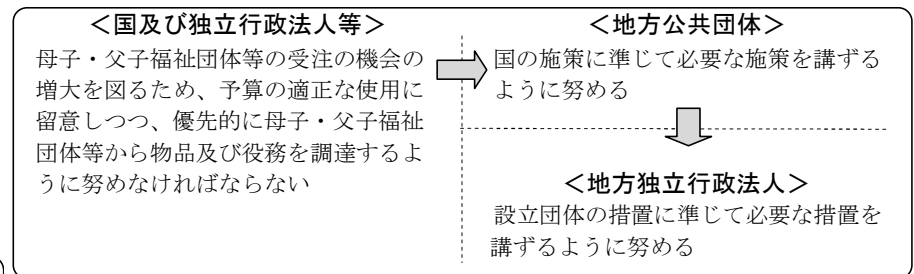 ＜国及び独立行政法人等＞
母子・父子福祉団体等の受注の機会の
増大を図るため、予算の適正な使用に
留意しつつ、優先的に母子・父子福祉
団体等から物品及び役務を調達するよ
うに努めなければならない
＜地方公共団体＞
国の施策に準じて必要な施策を講ずる
ように努める
＜地方独立行政法人＞
設立団体の措置に準じて必要な措置を
講ずるように努める